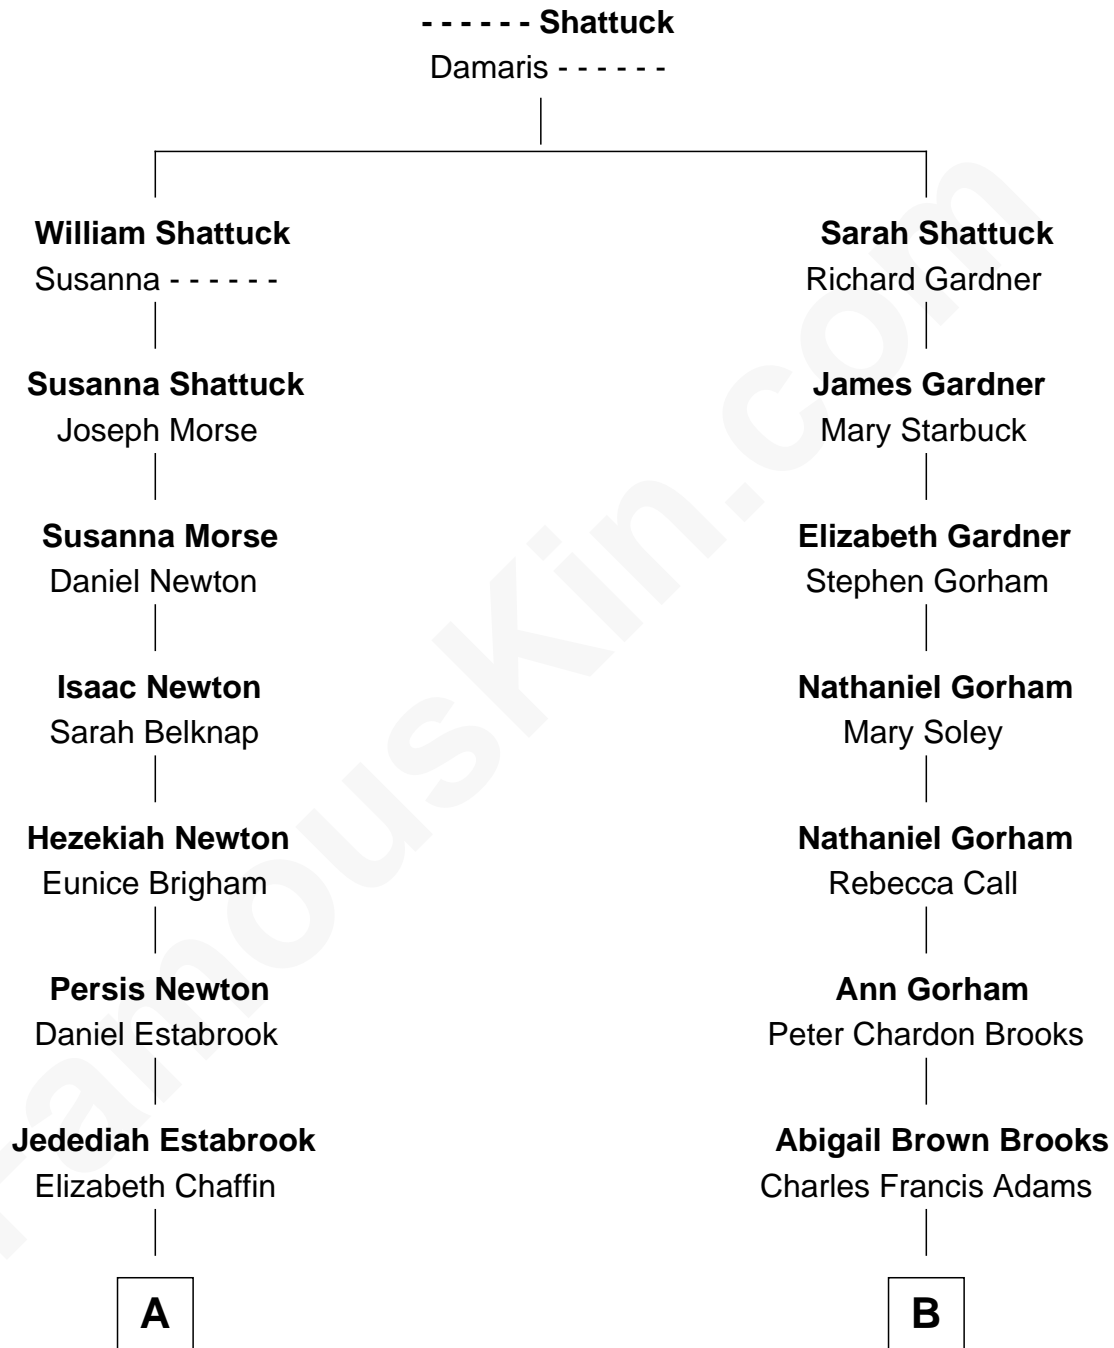 - - - - - - Shattuck
Damaris - - - - - -
William Shattuck
Susanna - - - - - -
Sarah Shattuck
Richard Gardner
Susanna Shattuck
Joseph Morse
James Gardner
Mary Starbuck
Susanna Morse
Daniel Newton
Elizabeth Gardner
Stephen Gorham
Isaac Newton
Sarah Belknap
Nathaniel Gorham
Mary Soley
Hezekiah Newton
Eunice Brigham
Nathaniel Gorham
Rebecca Call
Persis Newton
Daniel Estabrook
Ann Gorham
Peter Chardon Brooks
Jedediah Estabrook
Elizabeth Chaffin
Abigail Brown Brooks
Charles Francis Adams
A
B
FamousKin.com